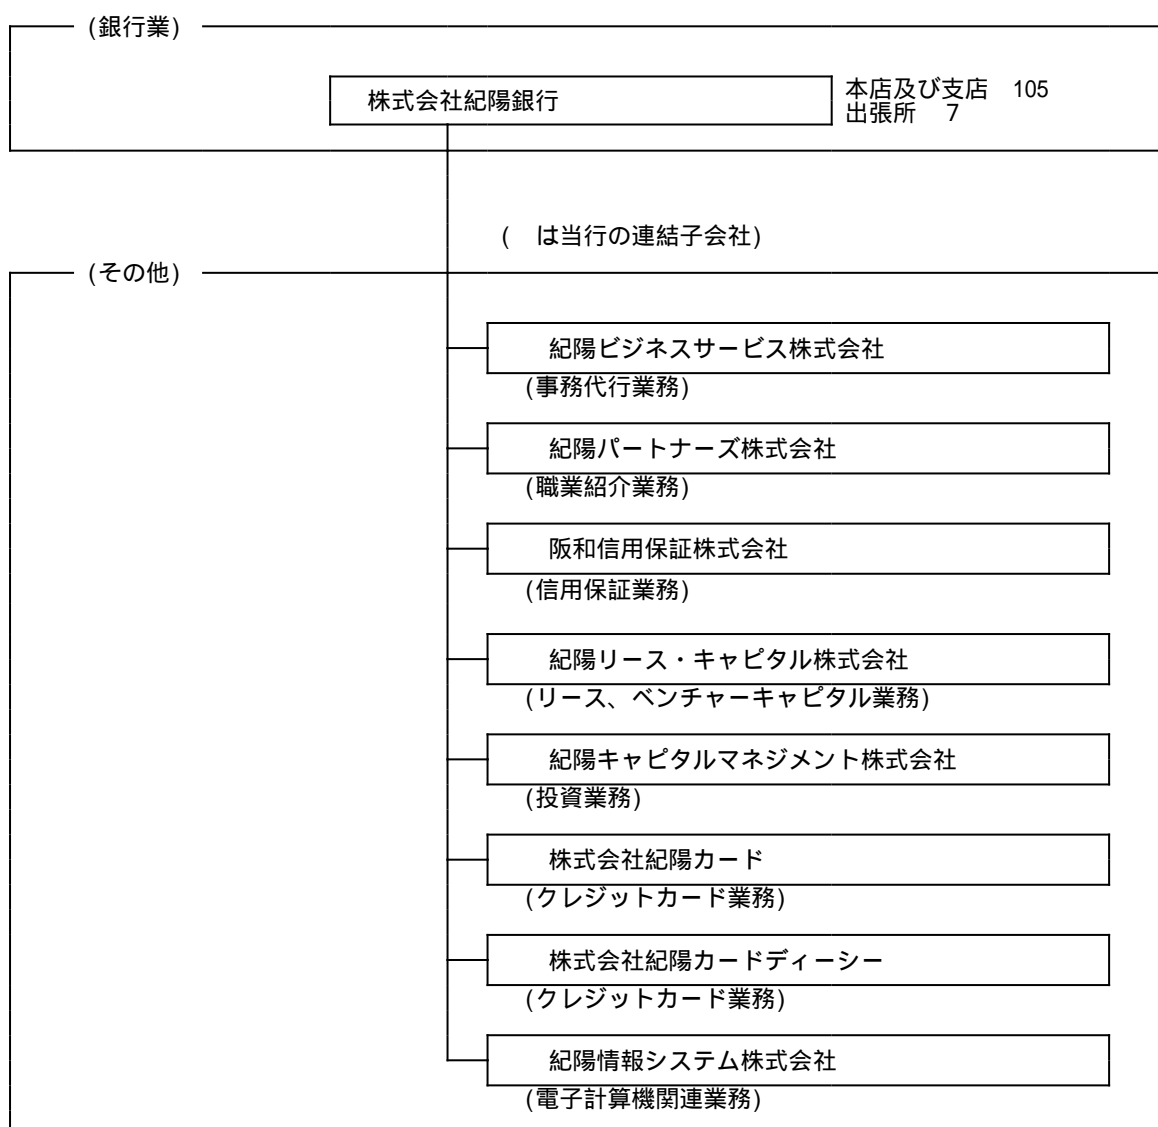 (銀行業)
株式会社紀陽銀行
本店及び支店　105
出張所　7
(　は当行の連結子会社)
(その他)
紀陽ビジネスサービス株式会社
(事務代行業務)
紀陽パートナーズ株式会社
(職業紹介業務)
阪和信用保証株式会社
(信用保証業務)
紀陽リース・キャピタル株式会社
(リース、ベンチャーキャピタル業務)
紀陽キャピタルマネジメント株式会社
(投資業務)
株式会社紀陽カード
(クレジットカード業務)
株式会社紀陽カードディーシー
(クレジットカード業務)
紀陽情報システム株式会社
(電子計算機関連業務)